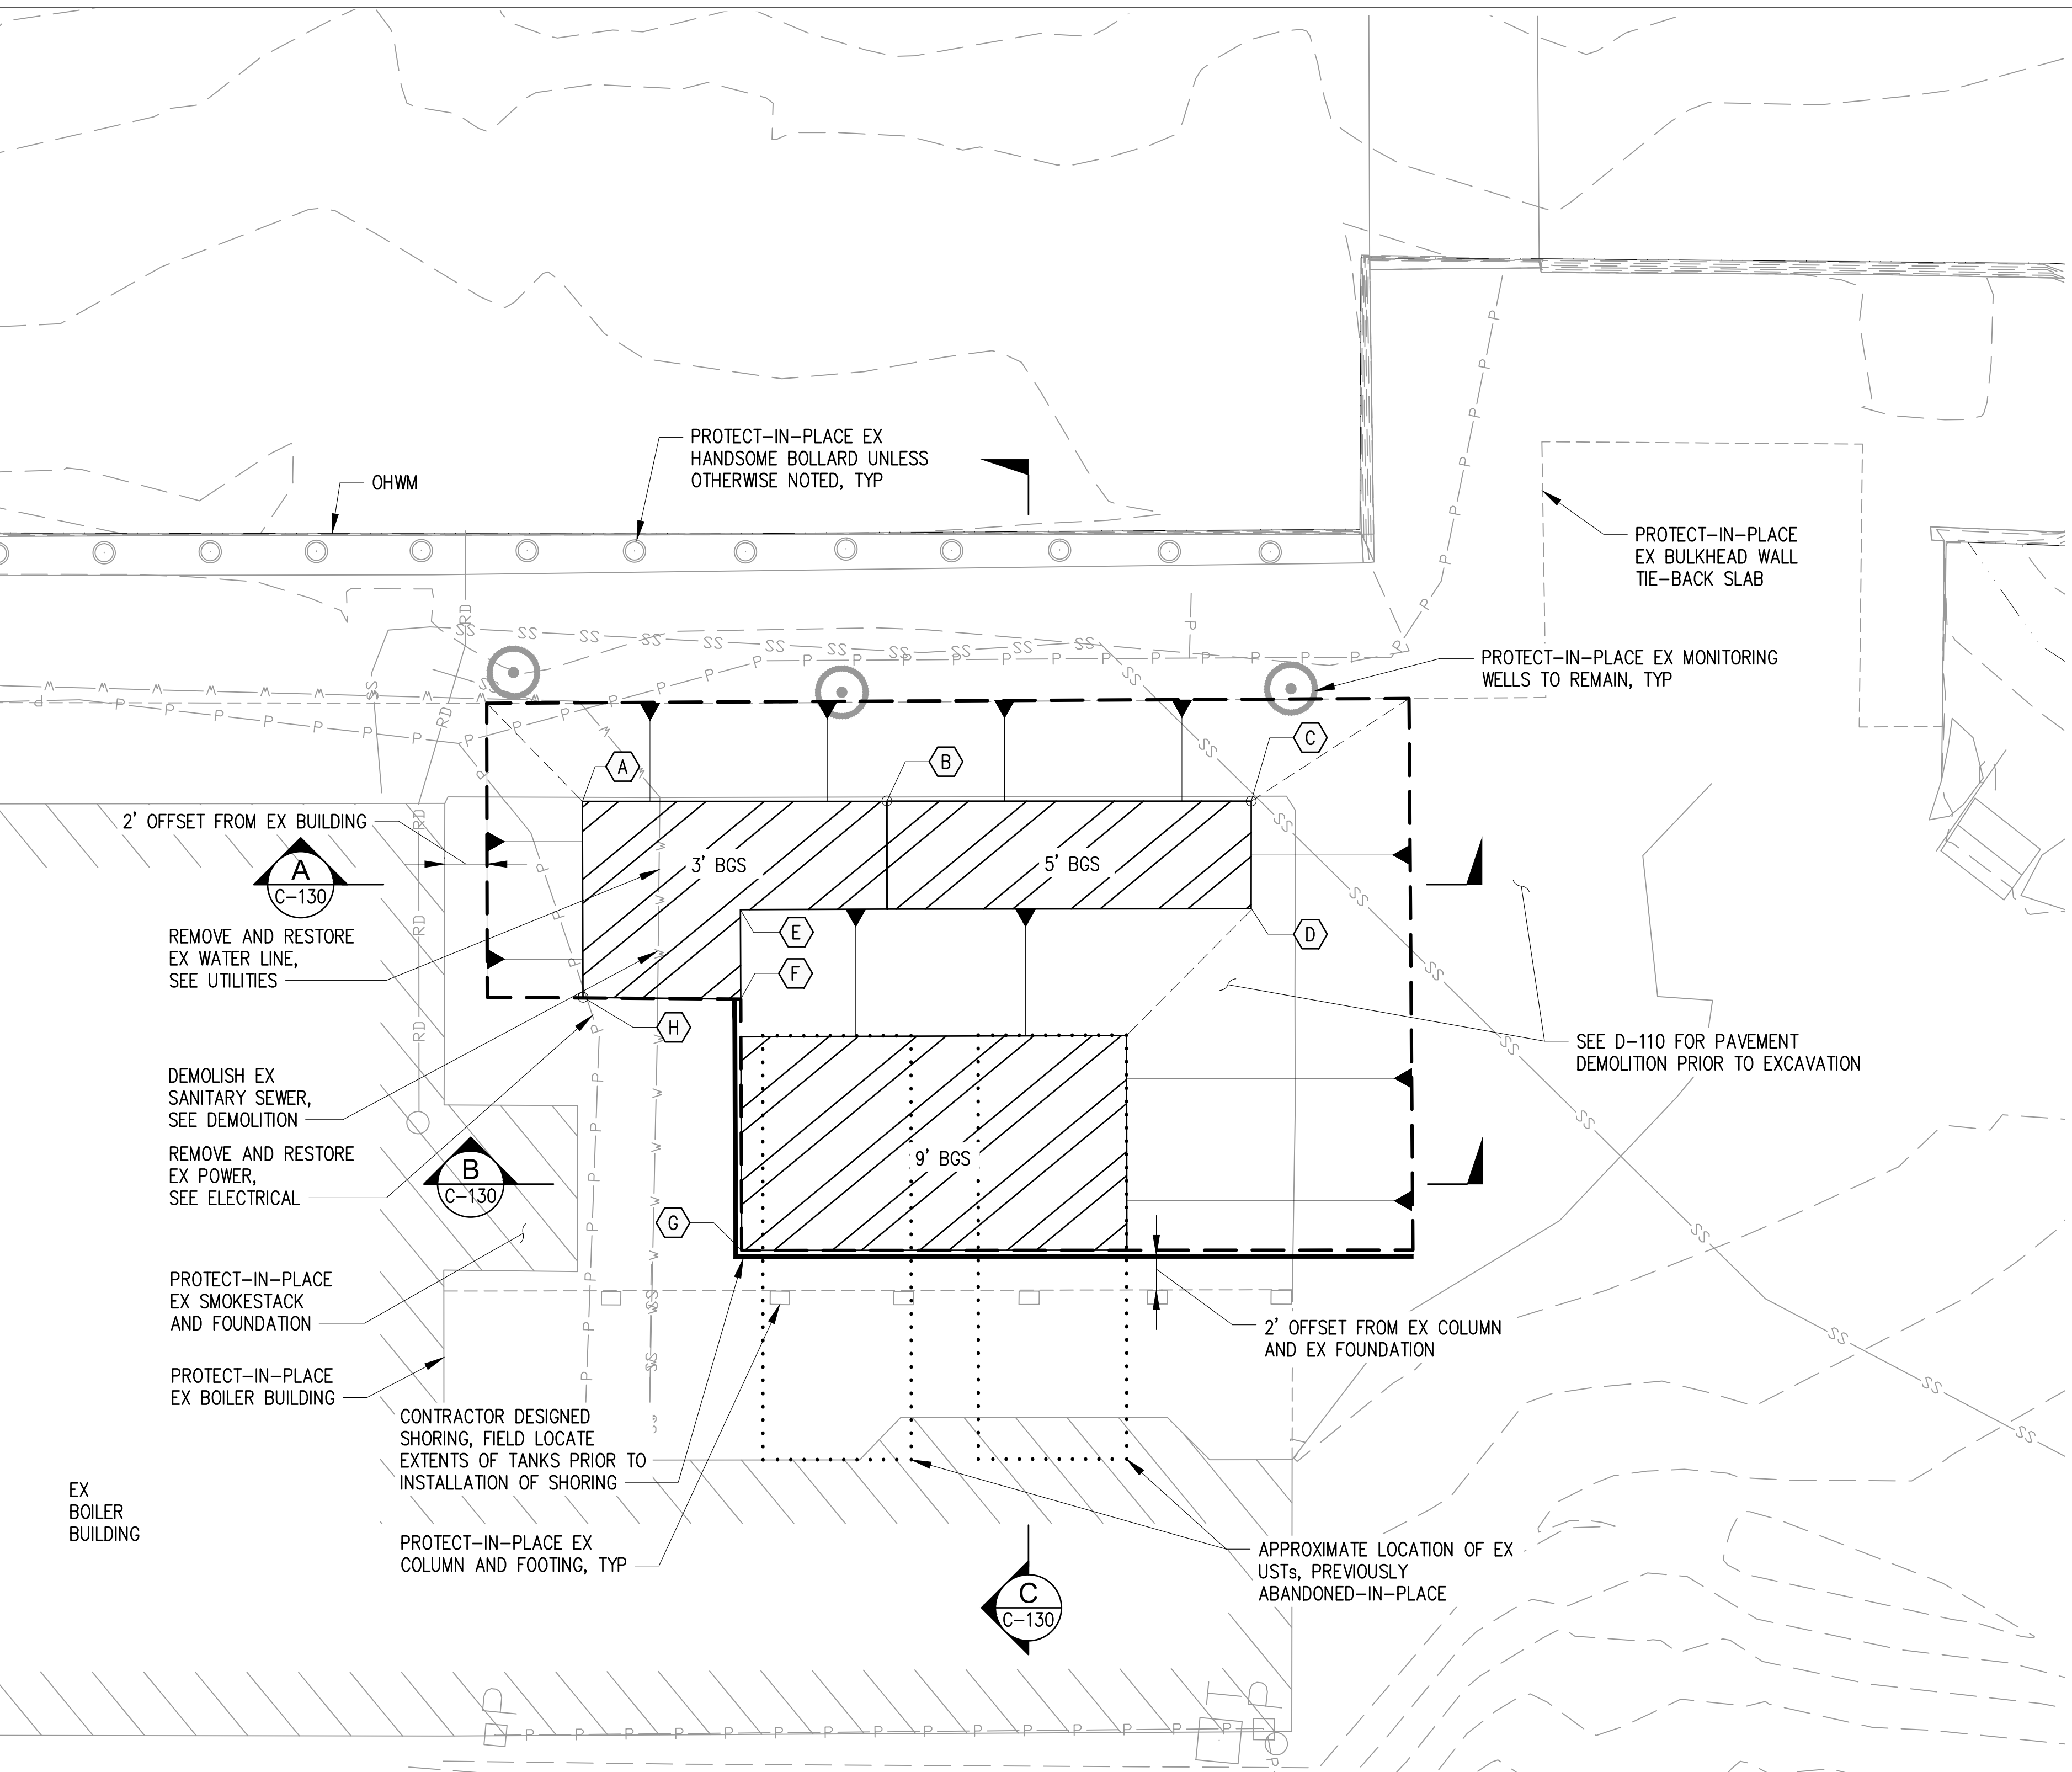 PROTECT-IN-PLACE EX
HANDSOME BOLLARD UNLESS
OTHERWISE NOTED, TYP
OHWM
PROTECT-IN-PLACE
EX BULKHEAD WALL
TIE-BACK SLAB
PROTECT-IN-PLACE EX MONITORING
WELLS TO REMAIN, TYP
A
B
C
2' OFFSET FROM EX BUILDING
A
C-130
3' BGS
5' BGS
E
D
F
REMOVE AND RESTORE
EX WATER LINE,
SEE UTILITIES
H
SEE D-110 FOR PAVEMENT
DEMOLITION PRIOR TO EXCAVATION
DEMOLISH EX
SANITARY SEWER,
SEE DEMOLITION
REMOVE AND RESTORE
EX POWER,
SEE ELECTRICAL
B
C-130
9' BGS
G
PROTECT-IN-PLACE
EX SMOKESTACK
AND FOUNDATION
2' OFFSET FROM EX COLUMN
AND EX FOUNDATION
PROTECT-IN-PLACE
EX BOILER BUILDING
CONTRACTOR DESIGNED
SHORING, FIELD LOCATE
EXTENTS OF TANKS PRIOR TO
INSTALLATION OF SHORING
EX
BOILER
BUILDING
PROTECT-IN-PLACE EX
COLUMN AND FOOTING, TYP
APPROXIMATE LOCATION OF EX
USTs, PREVIOUSLY
ABANDONED-IN-PLACE
C
C-130